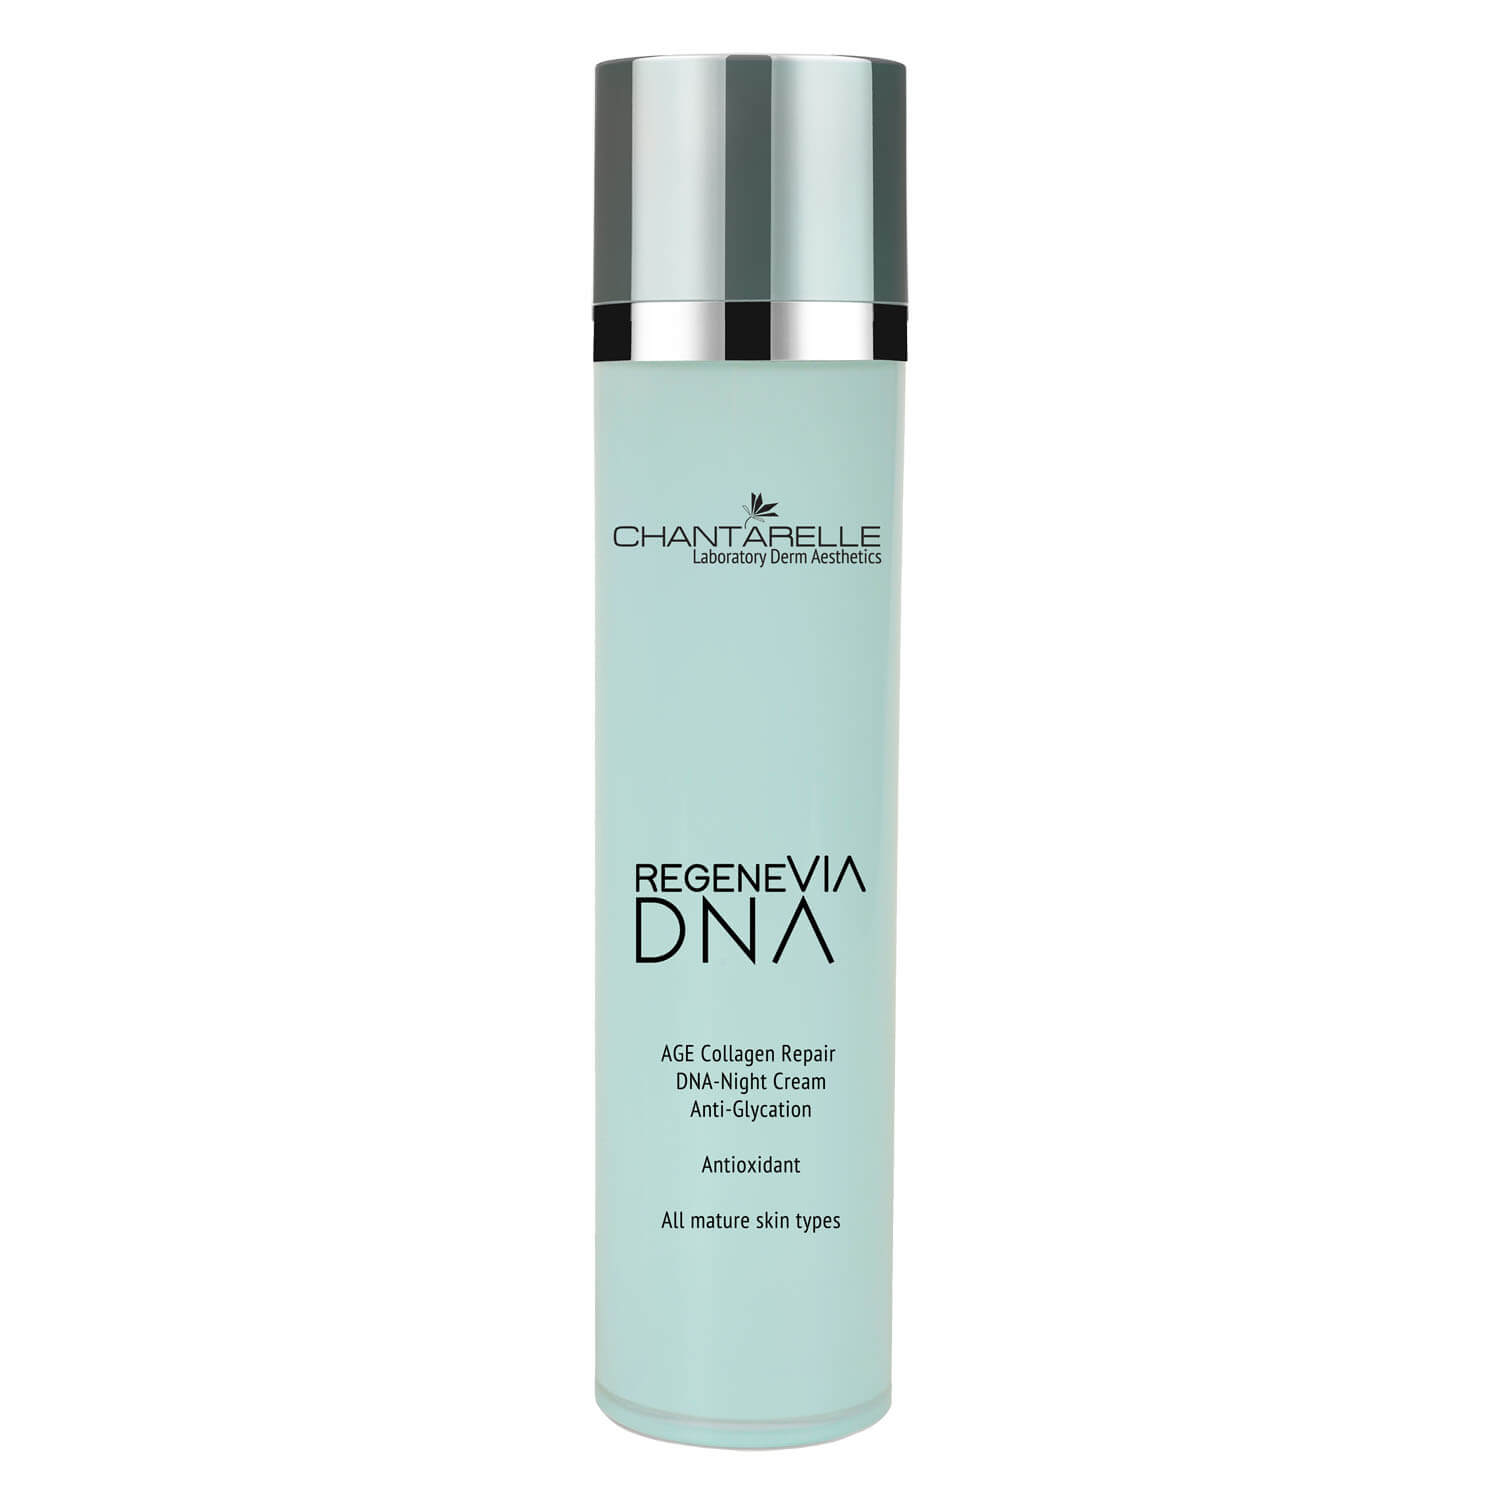 CHANTARELLE
Laboratory Derm Aesthetics
REGENEVIA
DNA
AGE Collagen Repair
DNA-Night Cream
Anti-Glycation
Antioxidant
All mature skin types